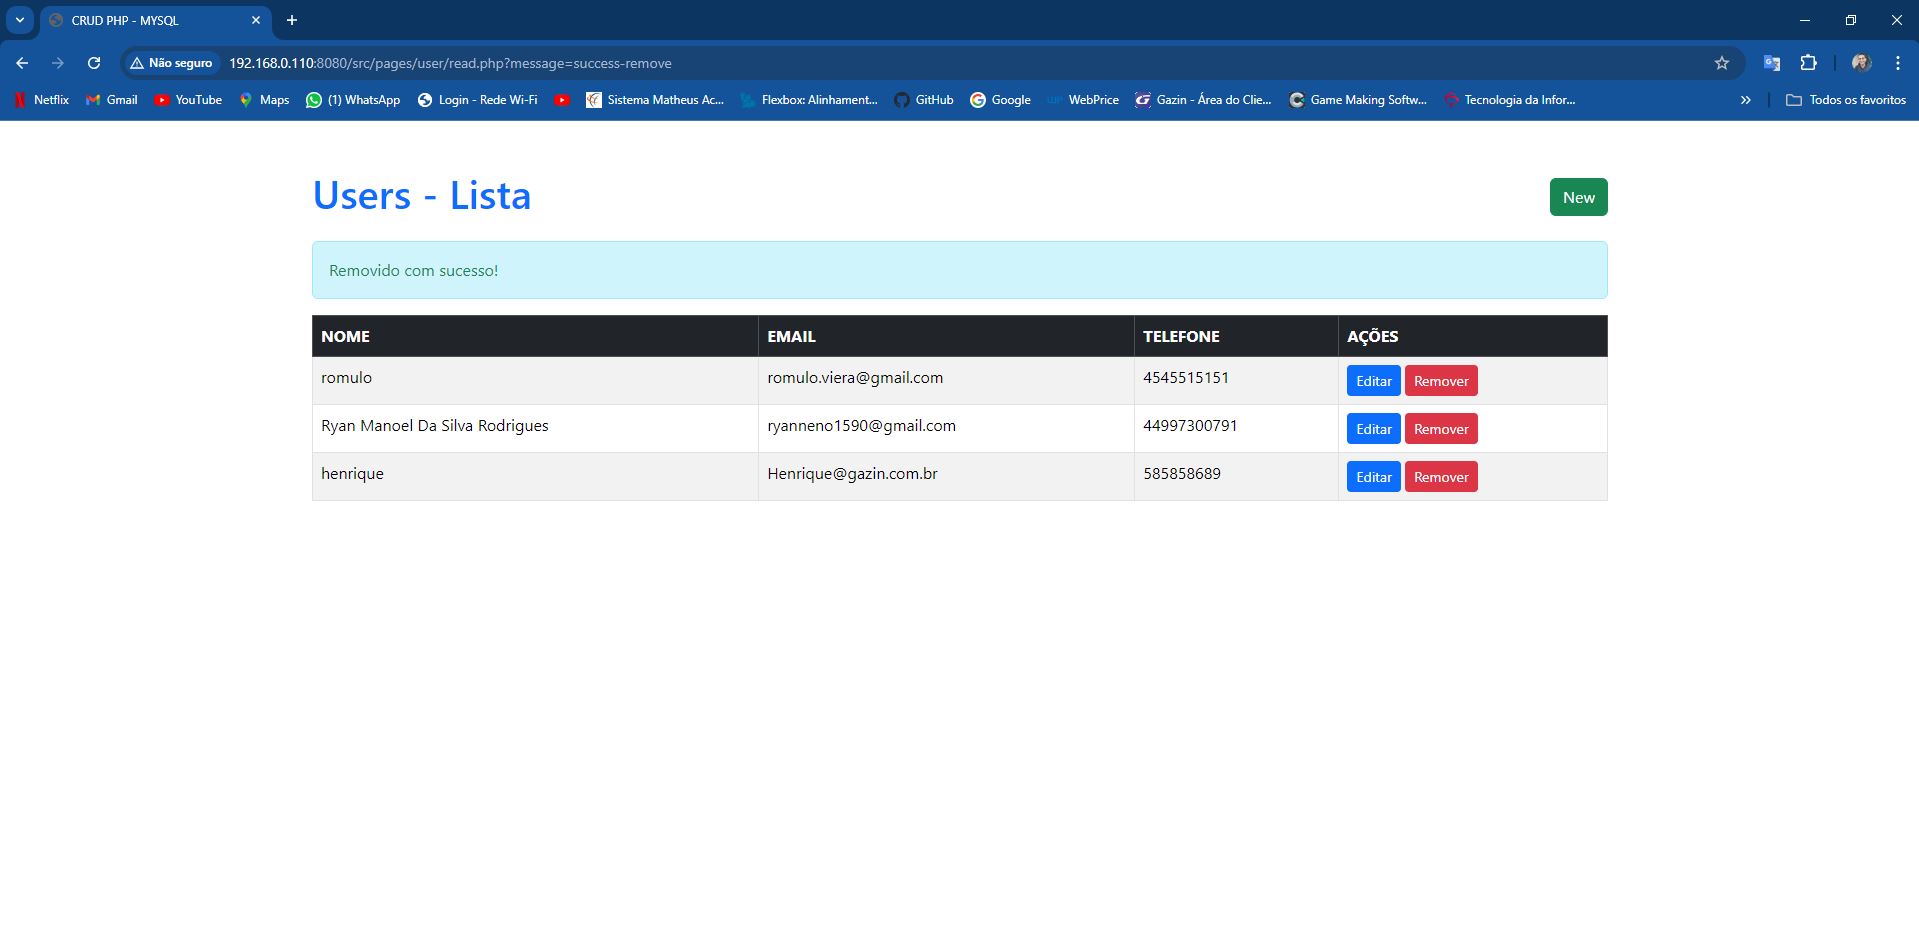 CRUD PHP - MYSQL
Não seguro 192.168.0.110:8080/src/pages/user/read.php?message=success-remove
Netflix Gmail YouTube Maps (1) WhatsApp Login - Rede Wi-Fi Sistema Matheus Ac... Flexbox: Alinhament... GitHub Google WebPrice Gazin - Área do Clie... Game Making Softw... Tecnologia da Infor... Todos os favoritos
Users - Lista New
Removido com sucesso!
NOME EMAIL TELEFONE AÇÕES
romulo romulo.viera@gmail.com 4545515151 Editar Remover
Ryan Manoel Da Silva Rodrigues ryanneno1590@gmail.com 44997300791 Editar Remover
henrique Henrique@gazin.com.br 585858689 Editar Remover